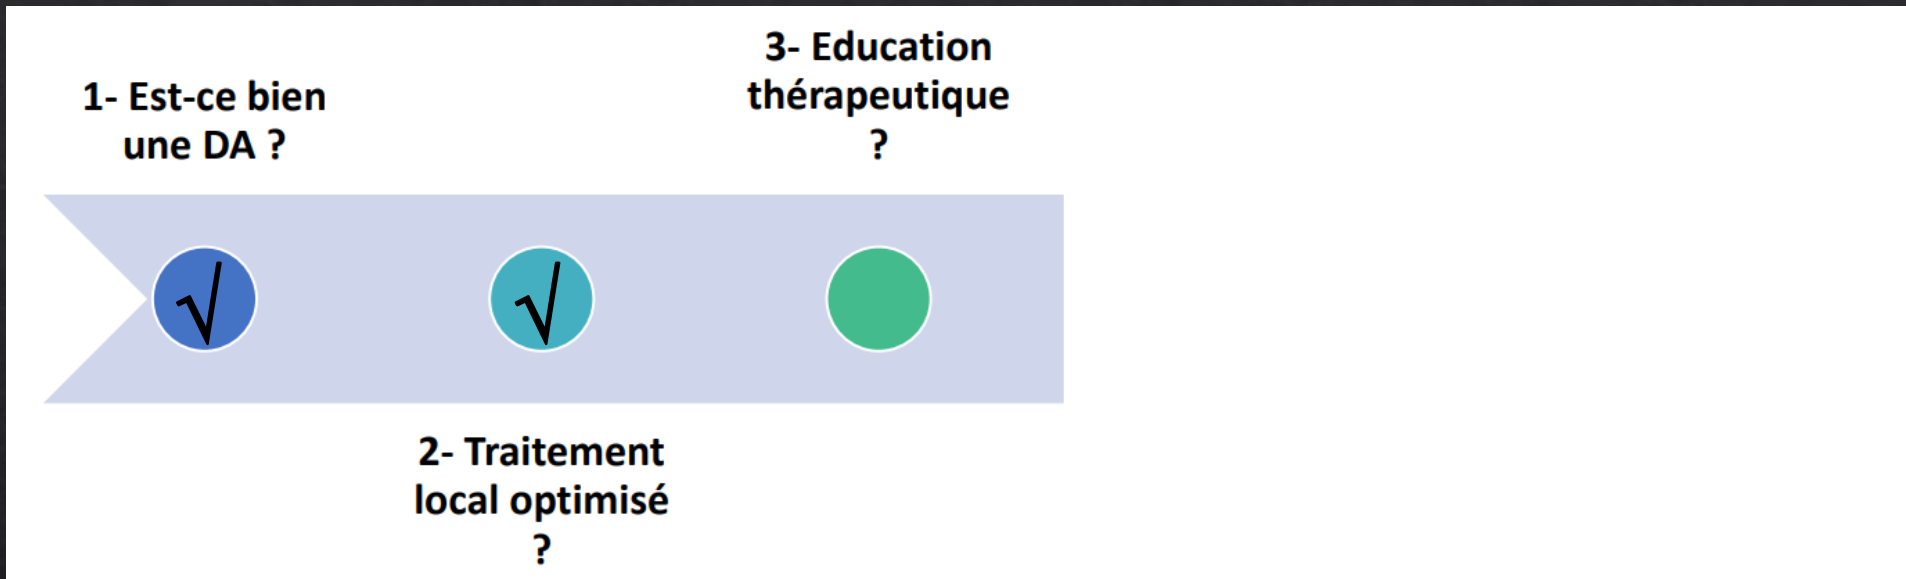 1- Est-ce bien
une DA ?
2- Traitement
local optimisé
?
3- Education
thérapeutique
?